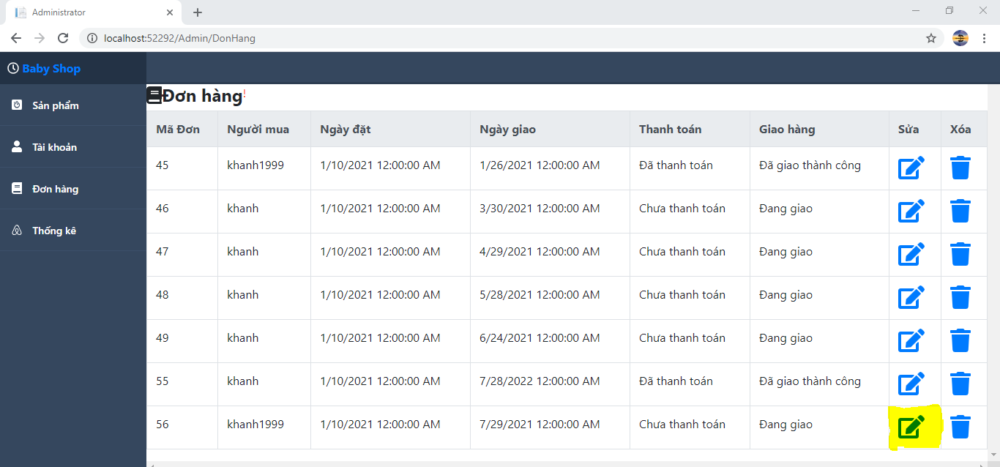 Administrator
localhost:52292/Admin/DonHang
Baby Shop
Sản phẩm
Tài khoản
Đơn hàng
Thống kê
Đơn hàng!
Mã Đơn Người mua Ngày đặt Ngày giao Thanh toán Giao hàng Sửa Xóa
45 khanh1999 1/10/2021 12:00:00 AM 1/26/2021 12:00:00 AM Đã thanh toán Đã giao thành công
46 khanh 1/10/2021 12:00:00 AM 3/30/2021 12:00:00 AM Chưa thanh toán Đang giao
47 khanh 1/10/2021 12:00:00 AM 4/29/2021 12:00:00 AM Chưa thanh toán Đang giao
48 khanh 1/10/2021 12:00:00 AM 5/28/2021 12:00:00 AM Chưa thanh toán Đang giao
49 khanh 1/10/2021 12:00:00 AM 6/24/2021 12:00:00 AM Chưa thanh toán Đang giao
55 khanh 1/10/2021 12:00:00 AM 7/28/2022 12:00:00 AM Đã thanh toán Đã giao thành công
56 khanh1999 1/10/2021 12:00:00 AM 7/29/2021 12:00:00 AM Chưa thanh toán Đang giao